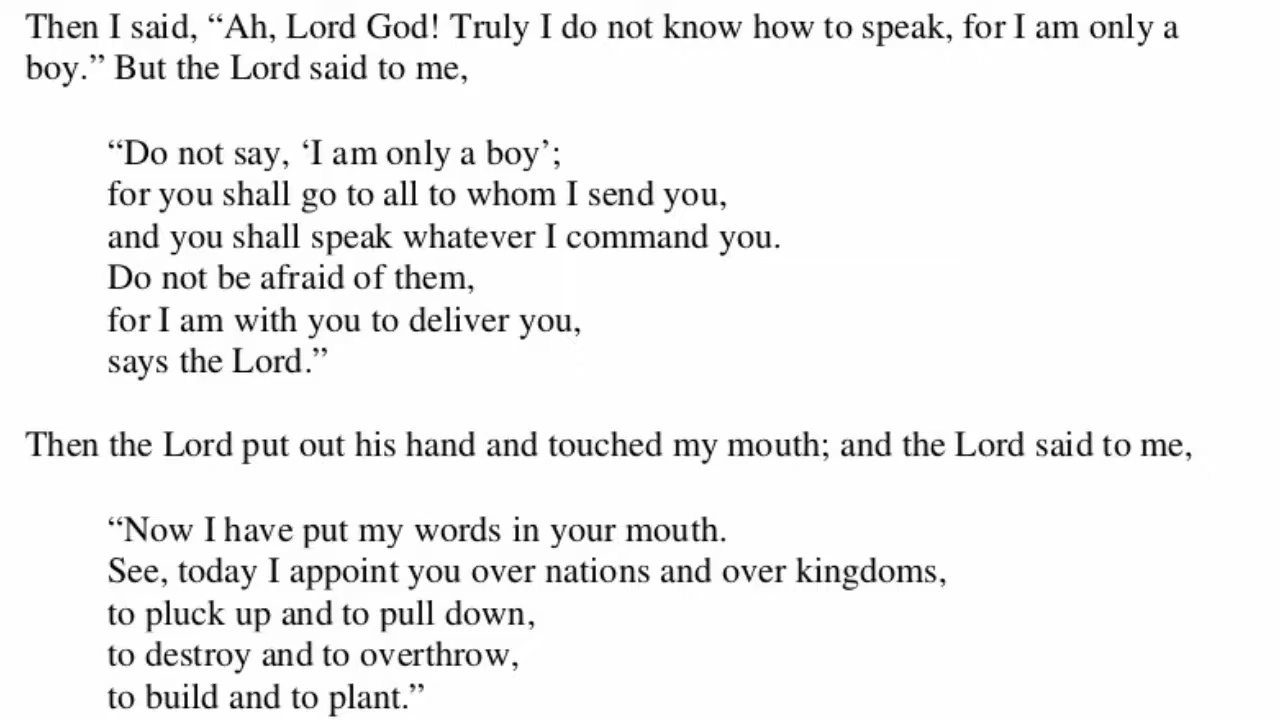 Then I said, “Ah, Lord God! Truly I do not know how to speak, for I am only a
boy.” But the Lord said to me,
“Do not say, ‘I am only a boy’;
for you shall go to all to whom I send you,
and you shall speak whatever I command you.
Do not be afraid of them,
for I am with you to deliver you,
says the Lord.”
Then the Lord put out his hand and touched my mouth; and the Lord said to me,
“Now I have put my words in your mouth.
See, today I appoint you over nations and over kingdoms,
to pluck up and to pull down,
to destroy and to overthrow,
to build and to plant.”